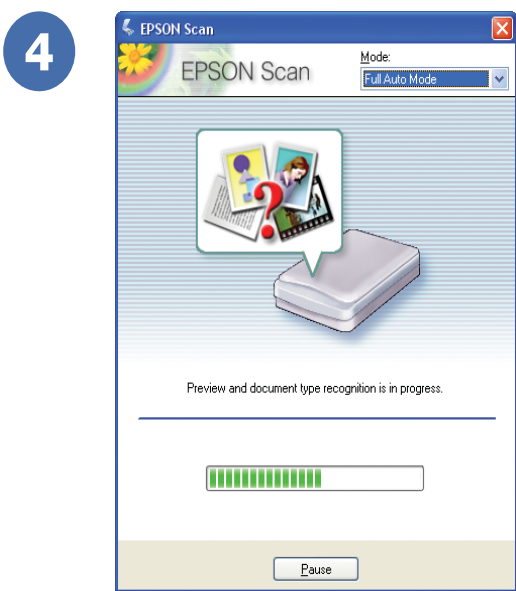 4
EPSON Scan
EPSON Scan
Mode:
Full Auto Mode
?
Preview and document type recognition is in progress.
Pause